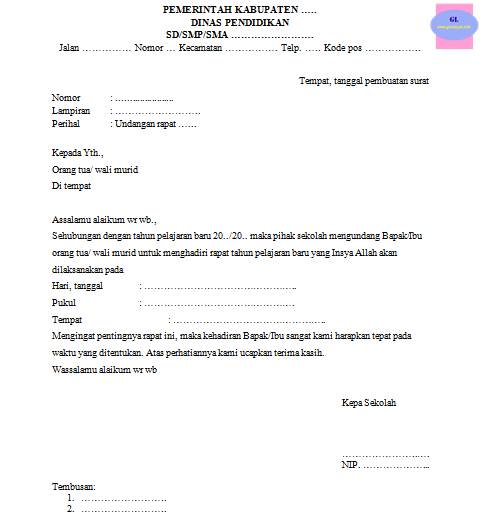 PEMERINTAH KABUPATEN .....
DINAS PENDIDIKAN
SD/SMP/SMA ……………………
Jalan …………… Nomor … Kecamatan …………… Telp. …... Kode pos …………….
GL
Tempat, tanggal pembuatan surat
Nomor : …....................
Lampiran : …………………….
Perihal : Undangan rapat ……
Kepada Yth.,
Orang tua/ wali murid
Di tempat
Assalamu alaikum wr wb.,
Sehubungan dengan tahun pelajaran baru 20../20.. maka pihak sekolah mengundang Bapak/Ibu
orang tua/ wali murid untuk menghadiri rapat tahun pelajaran baru yang Insya Allah akan
dilaksanakan pada
Hari, tanggal : ……………………………………….
Pukul : ………………………………………
Tempat : ……………………………………….
Mengingat pentingnya rapat ini, maka kehadiran Bapak/Ibu sangat kami harapkan tepat pada
waktu yang ditentukan. Atas perhatiannya kami ucapkan terima kasih.
Wassalamu alaikum wr wb
Kepa Sekolah
……………………..
NIP. ………………...
Tembusan:
1. …………………….
2. …………………….